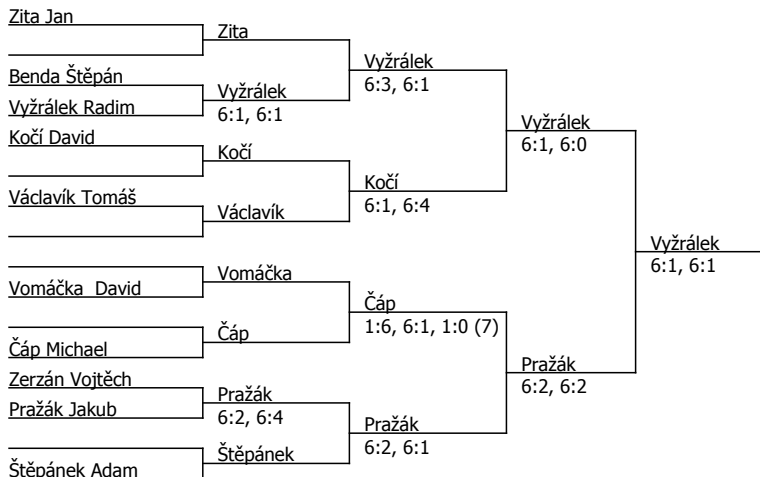 Zita Jan
Zita
Benda Štěpán
Vyžrálek Radim
Vyžrálek
6:1, 6:1
Vyžrálek
6:3, 6:1
Kočí David
Kočí
Václavík Tomáš
Václavík
Kočí
6:1, 6:4
Vyžrálek
6:1, 6:0
Vomáčka David
Vomáčka
Čáp Michael
Čáp
Čáp
1:6, 6:1, 1:0 (7)
Zerzán Vojtěch
Pražák Jakub
Pražák
6:2, 6:4
Štěpánek Adam
Štěpánek
Pražák
6:2, 6:1
Pražák
6:2, 6:2
Vyžrálek
6:1, 6:1